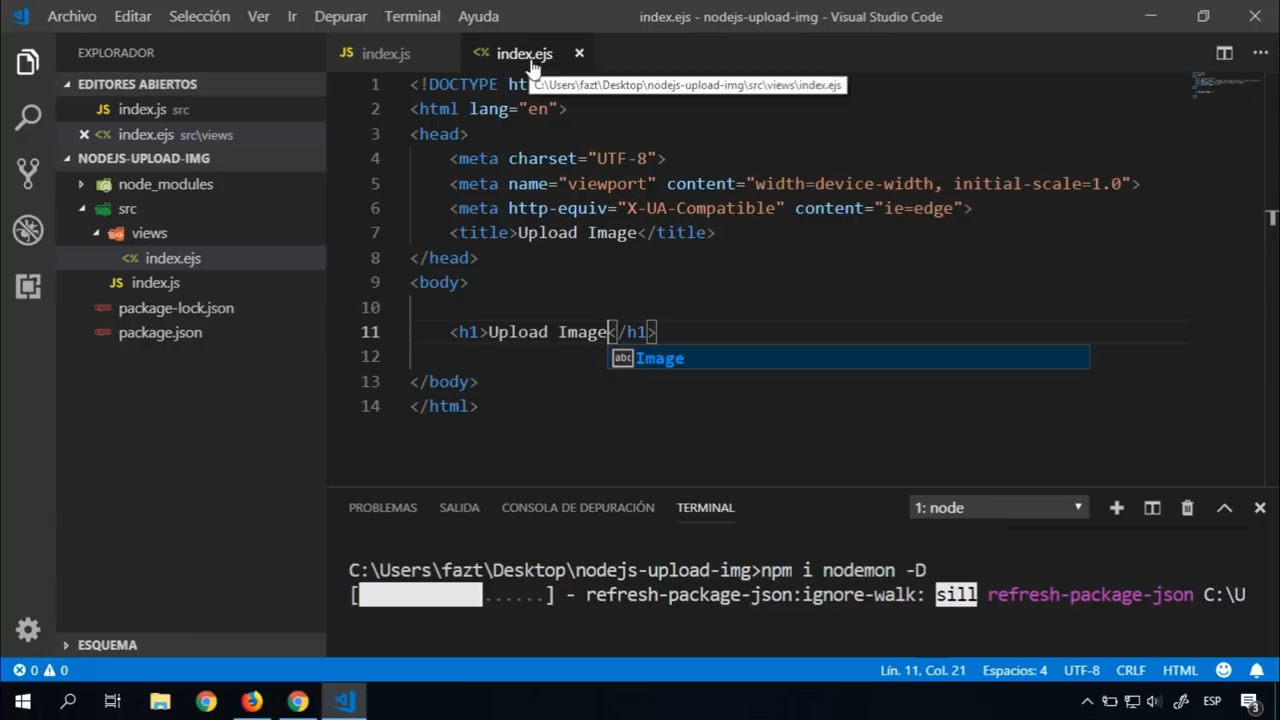 Archivo Editar Selección Ver Ir Depurar Terminal Ayuda index.ejs - nodejs-upload-img - Visual Studio Code
EXPLORADOR
EDITORES ABIERTOS
JS index.js src
<> index.ejs src\views
NODEJS-UPLOAD-IMG
node_modules
src
views
<> index.ejs
JS index.js
package-lock.json
package.json
ESQUEMA
JS index.js <> index.ejs
C:\Users\fazt\Desktop\nodejs-upload-img\src\views\index.ejs
1 <!DOCTYPE ht
2 <html lang="en">
3 <head>
4 <meta charset="UTF-8">
5 <meta name="viewport" content="width=device-width, initial-scale=1.0">
6 <meta http-equiv="X-UA-Compatible" content="ie=edge">
7 <title>Upload Image</title>
8 </head>
9 <body>
10
11 <h1>Upload Image</h1>
abc Image
12
13 </body>
14 </html>
PROBLEMAS SALIDA CONSOLA DE DEPURACIÓN TERMINAL 1: node
C:\Users\fazt\Desktop\nodejs-upload-img>npm i nodemon -D
[ ......] - refresh-package-json:ignore-walk: sill refresh-package-json C:\U
0 0 Lín. 11, Col. 21 Espacios: 4 UTF-8 CRLF HTML
ESP 3